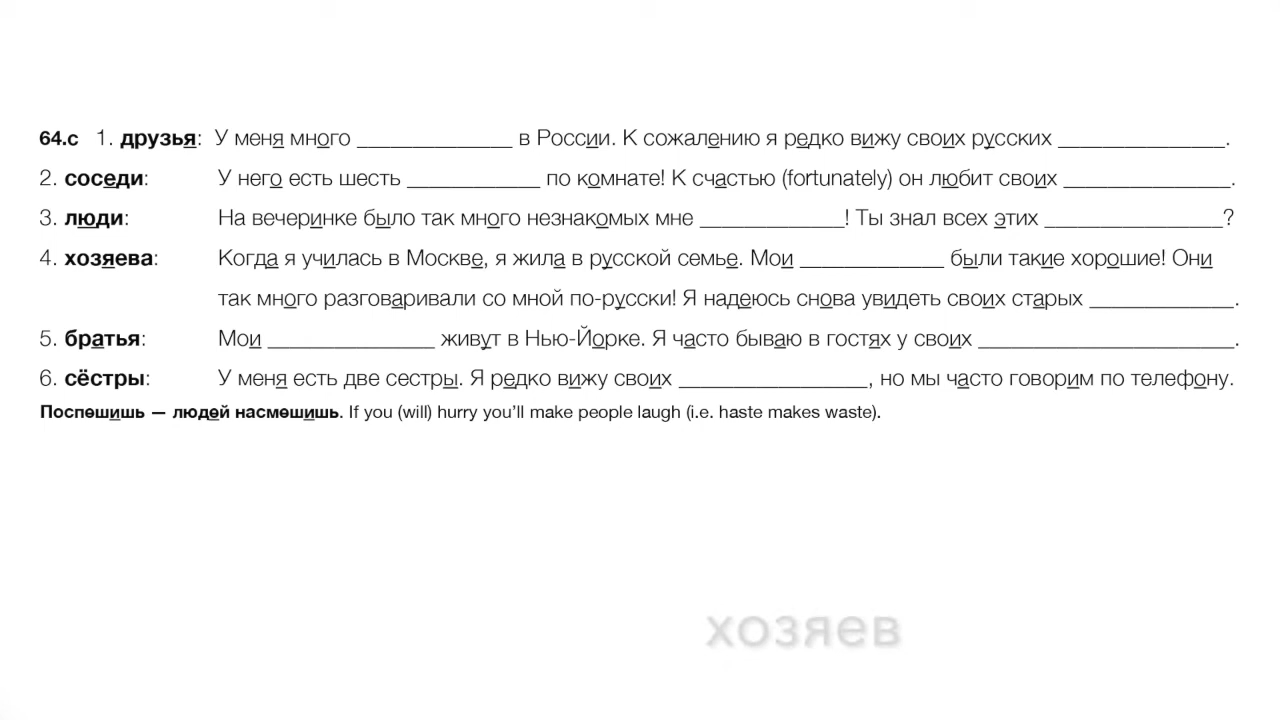 64.c 1. друзья: У меня много ______________ в России. К сожалению я редко вижу своих русских _______________.
2. соседи: У него есть шесть ____________ по комнате! К счастью (fortunately) он любит своих _______________.
3. люди: На вечеринке было так много незнакомых мне _____________! Ты знал всех этих ________________?
4. хозяева: Когда я училась в Москве, я жила в русской семье. Мои _____________ были такие хорошие! Они
так много разговаривали со мной по-русски! Я надеюсь снова увидеть своих старых _____________.
5. братья: Мои _______________ живут в Нью-Йорке. Я часто бываю в гостях у своих _______________________.
6. сёстры: У меня есть две сестры. Я редко вижу своих _________________, но мы часто говорим по телефону.
Поспешишь — людей насмешишь. If you (will) hurry you’ll make people laugh (i.e. haste makes waste).
хозяев